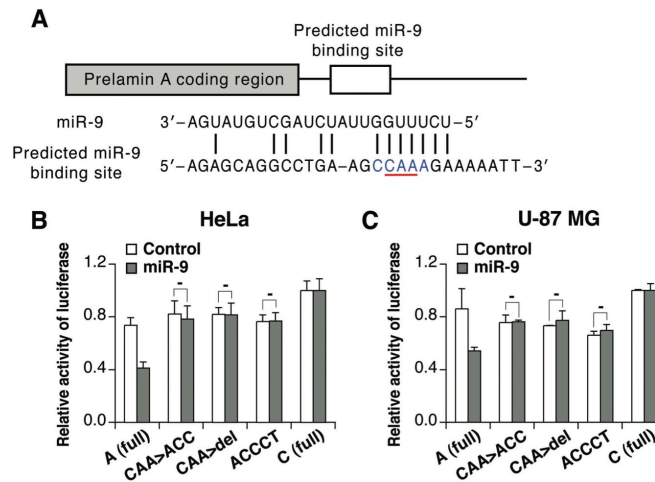 A
Predicted miR-9
binding site
Prelamin A coding region
miR-9 3′–AGUAUGUCGAUCUAUUGGUUUCU–5′
Predicted miR-9
binding site
5′–AGAGCAGGCCTGA–AGCCAAAGAAAAATT–3′
B HeLa
Control
miR-9
Relative activity of luciferase
1.2
0.8
0.4
0.0
- - -
A (full) CAA>ACC CAA>del ACCCT C (full)
C U-87 MG
Control
miR-9
Relative activity of luciferase
1.2
0.8
0.4
0.0
- - -
A (full) CAA>ACC CAA>del ACCCT C (full)